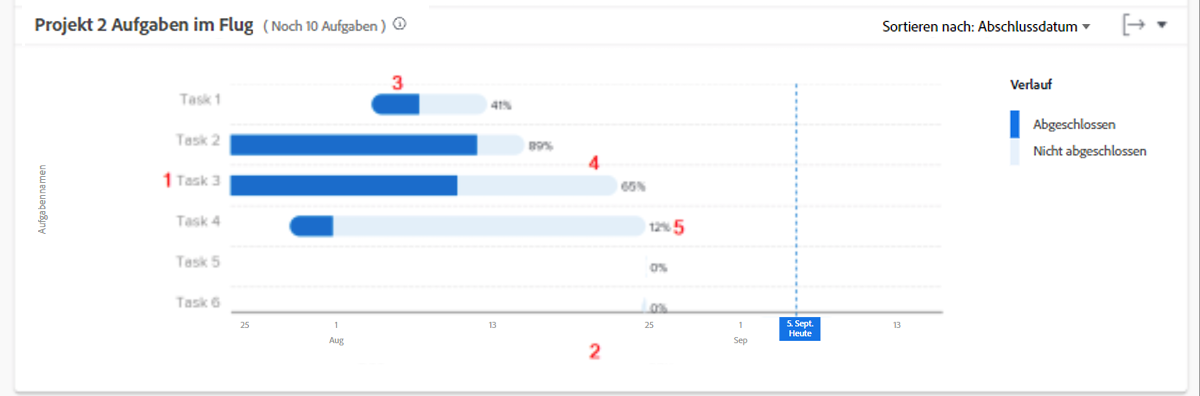 Projekt 2 Aufgaben im Flug ( Noch 10 Aufgaben )
Sortieren nach: Abschlussdatum
Verlauf
Abgeschlossen
Nicht abgeschlossen
Aufgabennamen
3
Task 1 41%
Task 2 89%
4
1 Task 3 65%
Task 4 12% 5
Task 5 0%
Task 6 0%
25 1 13 25 1 5. Sept. 13
Heute
Aug Sep
2